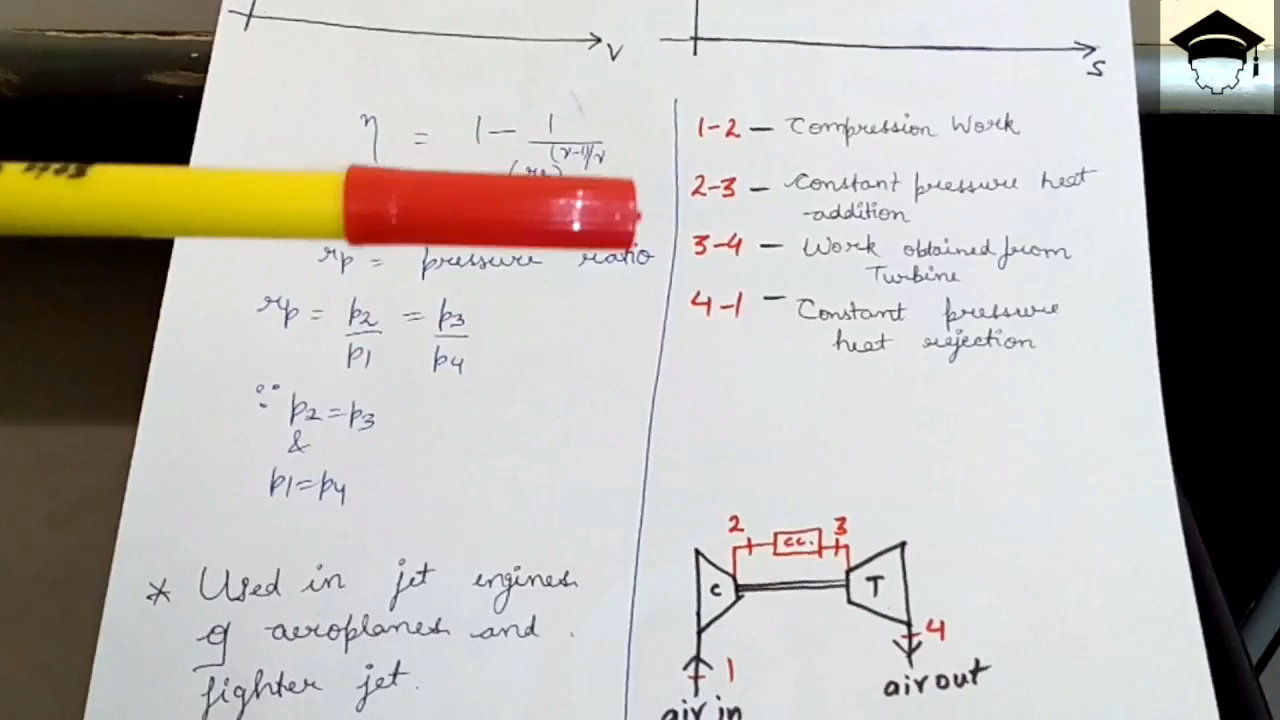 V
S
η = 1 - 1
(rp)^(γ-1)/γ
rp = pressure ratio
rp = p2/p1 = p3/p4
∵ p2 = p3
&
p1 = p4
* Used in jet engines
of aeroplanes and
fighter jet.
1-2 - Compression Work
2-3 - Constant pressure heat
-addition
3-4 - Work obtained from
Turbine
4-1 - Constant pressure
heat rejection
2 3
cc.
C T
4
1
air out
air in